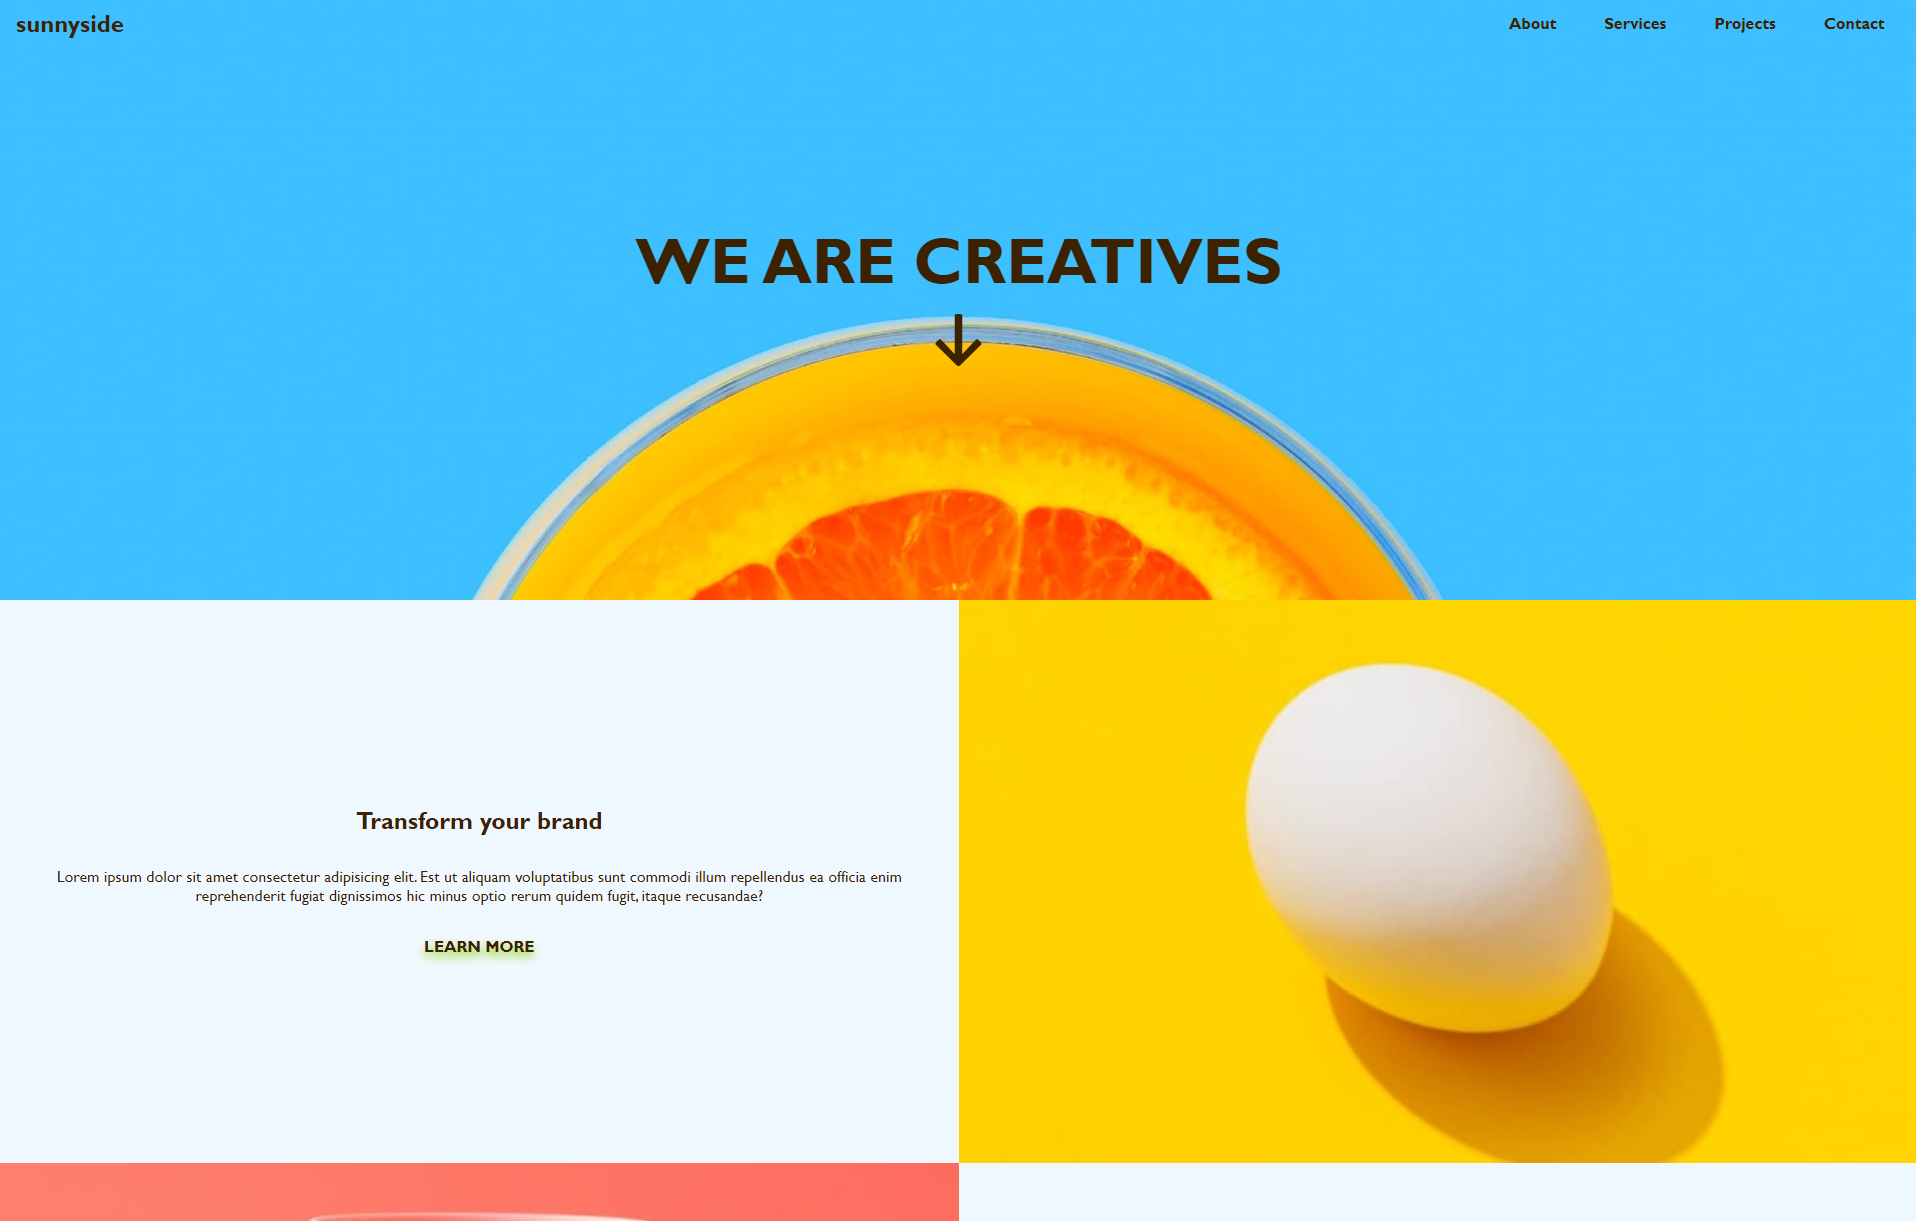 sunnyside
About Services Projects Contact
WE ARE CREATIVES
Transform your brand
Lorem ipsum dolor sit amet consectetur adipisicing elit. Est ut aliquam voluptatibus sunt commodi illum repellendus ea officia enim
reprehenderit fugiat dignissimos hic minus optio rerum quidem fugit, itaque recusandae?
LEARN MORE